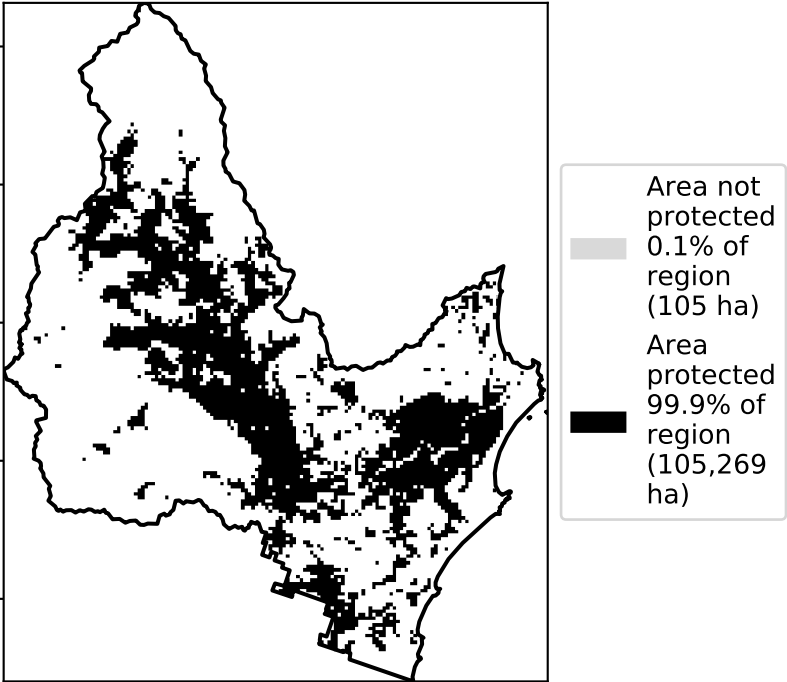 Area not
protected
0.1% of
region
(105 ha)
Area
protected
99.9% of
region
(105,269
ha)